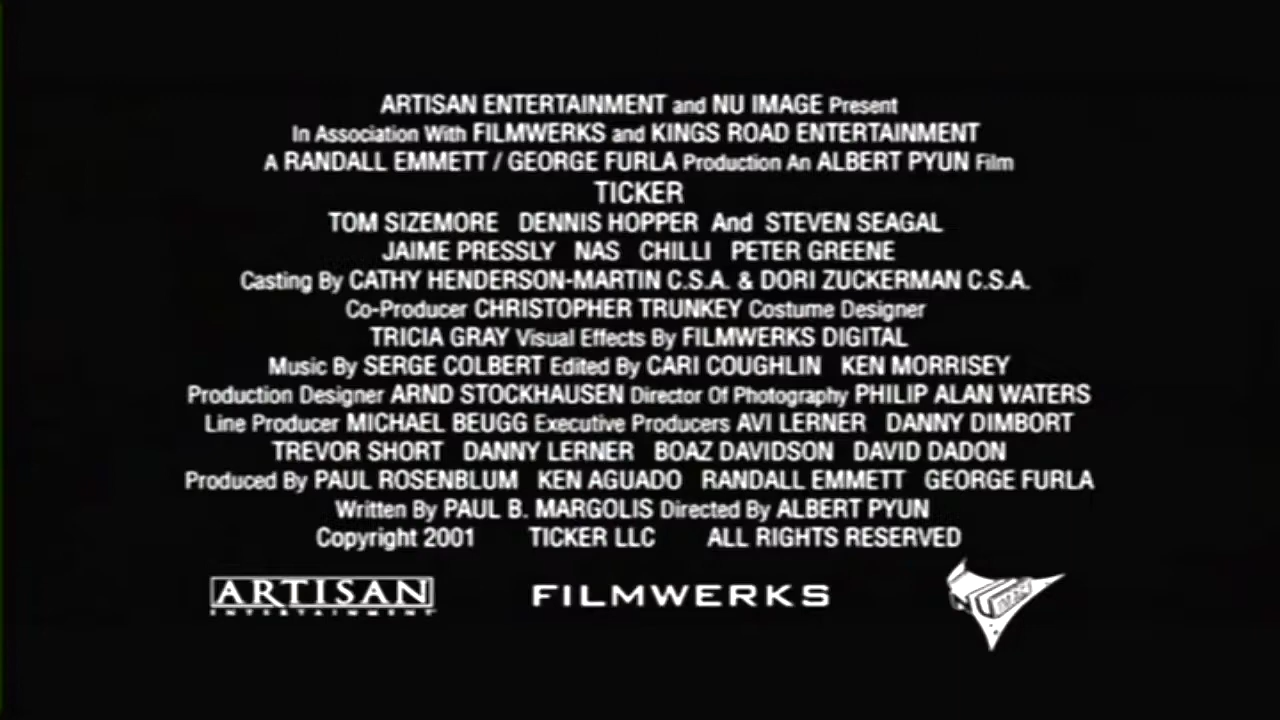 ARTISAN ENTERTAINMENT and NU IMAGE Present
In Association With FILMWERKS and KINGS ROAD ENTERTAINMENT
A RANDALL EMMETT / GEORGE FURLA Production An ALBERT PYUN Film
TICKER
TOM SIZEMORE DENNIS HOPPER And STEVEN SEAGAL
JAIME PRESSLY NAS CHILLI PETER GREENE
Casting By CATHY HENDERSON-MARTIN C.S.A. & DORI ZUCKERMAN C.S.A.
Co-Producer CHRISTOPHER TRUNKEY Costume Designer
TRICIA GRAY Visual Effects By FILMWERKS DIGITAL
Music By SERGE COLBERT Edited By CARI COUGHLIN KEN MORRISEY
Production Designer ARND STOCKHAUSEN Director Of Photography PHILIP ALAN WATERS
Line Producer MICHAEL BEUGG Executive Producers AVI LERNER DANNY DIMBORT
TREVOR SHORT DANNY LERNER BOAZ DAVIDSON DAVID DADON
Produced By PAUL ROSENBLUM KEN AGUADO RANDALL EMMETT GEORGE FURLA
Written By PAUL B. MARGOLIS Directed By ALBERT PYUN
Copyright 2001 TICKER LLC ALL RIGHTS RESERVED
ARTISAN FILMWERKS
ENTERTAINMENT